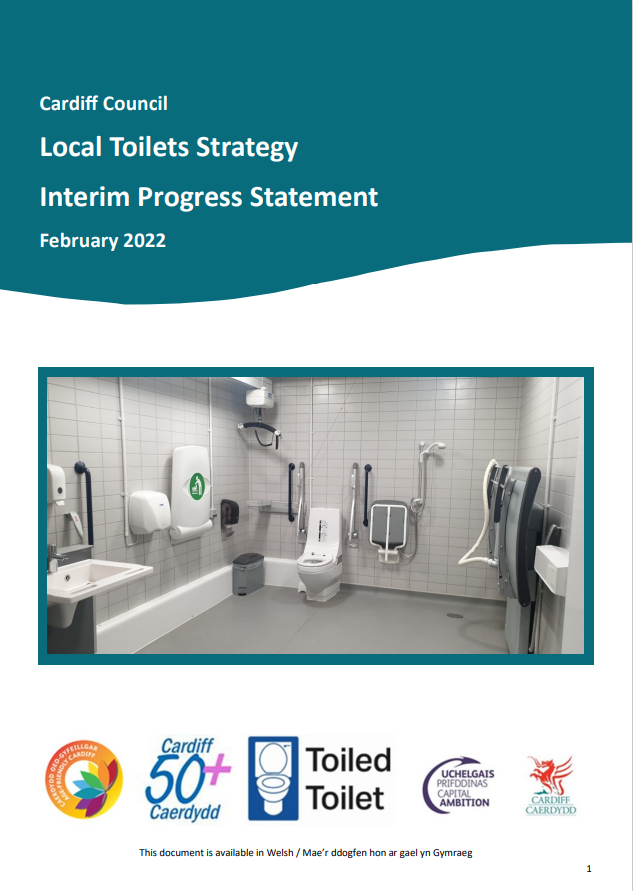 Cardiff Council
Local Toilets Strategy
Interim Progress Statement
February 2022
CAERDYDD OED-GYFEILLGAR
AGE-FRIENDLY CARDIFF
Cardiff
50+
Caerdydd
Toiled
Toilet
UCHELGAIS
PRIFDDINAS
CAPITAL
AMBITION
CARDIFF
CAERDYDD
This document is available in Welsh / Mae'r ddogfen hon ar gael yn Gymraeg
1